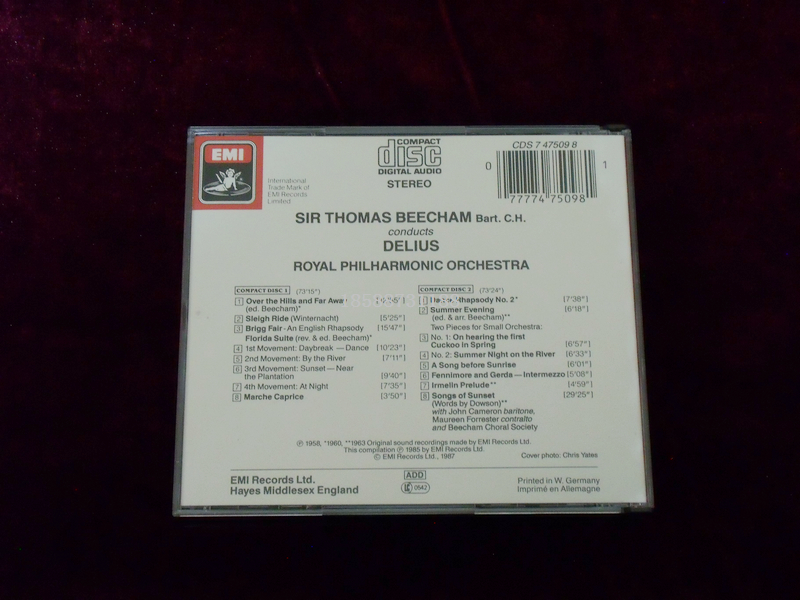 EMI
International
Trade Mark of
EMI Records
Limited
COMPACT
disc
DIGITAL AUDIO
STEREO
CDS 7 47509 8
0
1
77774 75098
SIR THOMAS BEECHAM Bart. C.H.
conducts
DELIUS
ROYAL PHILHARMONIC ORCHESTRA
COMPACT DISC 1 (73'15")
1 Over the Hills and Far Away
(ed. Beecham)*
2 Sleigh Ride (Winternacht) [5'25"]
3 Brigg Fair - An English Rhapsody [15'47"]
Florida Suite (rev. & ed. Beecham)*
4 1st Movement: Daybreak — Dance [10'23"]
5 2nd Movement: By the River [7'11"]
6 3rd Movement: Sunset — Near
the Plantation [9'40"]
7 4th Movement: At Night [7'35"]
8 Marche Caprice [3'50"]
COMPACT DISC 2 (73'24")
1 Rhapsody No. 2* [7'38"]
2 Summer Evening [6'18"]
(ed. & arr. Beecham)**
Two Pieces for Small Orchestra:
3 No. 1: On hearing the first
Cuckoo in Spring [6'57"]
4 No. 2: Summer Night on the River [6'33"]
5 A Song before Sunrise [6'01"]
6 Fennimore and Gerda — Intermezzo [5'08"]
7 Irmelin Prelude** [4'59"]
8 Songs of Sunset [29'25"]
(Words by Dowson)**
with John Cameron baritone,
Maureen Forrester contralto
and Beecham Choral Society
℗ 1958, *1960, **1963 Original sound recordings made by EMI Records Ltd.
This compilation ℗ 1985 by EMI Records Ltd.
© EMI Records Ltd., 1987
Cover photo: Chris Yates
EMI Records Ltd.
Hayes Middlesex England
ADD
Printed in W. Germany
Imprimé en Allemagne